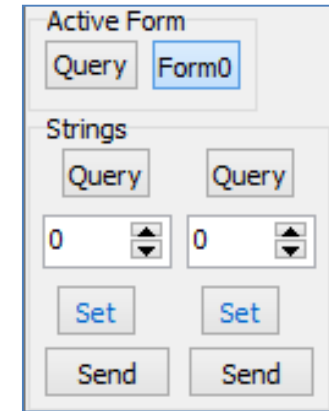 Active Form
Query Form0
Strings
Query Query
0 0
Set Set
Send Send